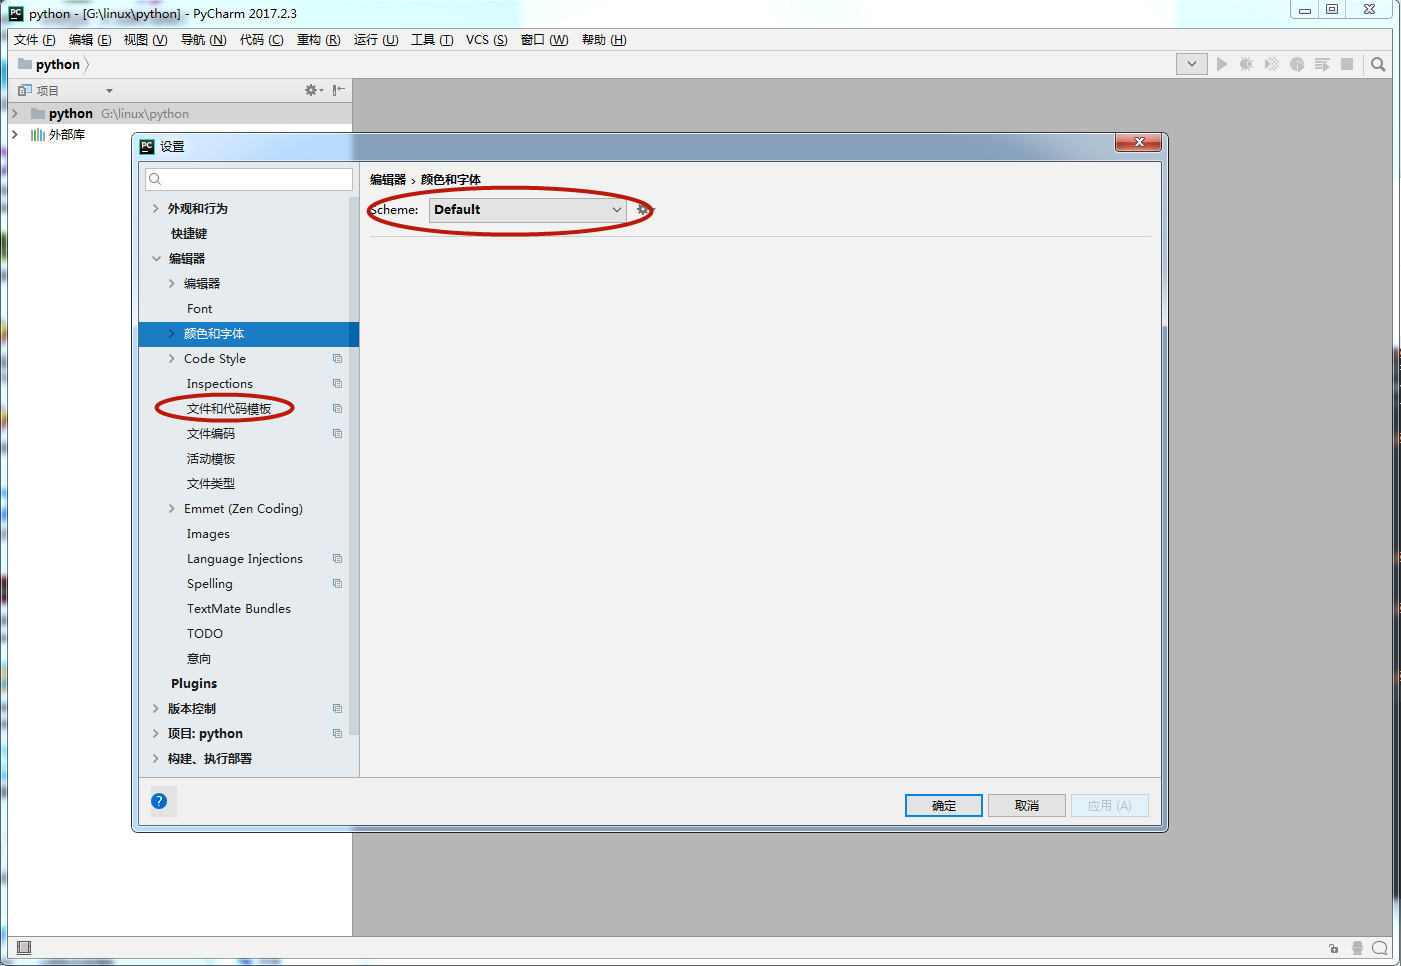 python - [G:\linux\python] - PyCharm 2017.2.3
文件 (F) 编辑 (E) 视图 (V) 导航 (N) 代码 (C) 重构 (R) 运行 (U) 工具 (T) VCS (S) 窗口 (W) 帮助 (H)
python
项目
python G:\linux\python
外部库
设置
编辑器 › 颜色和字体
Scheme: Default
外观和行为
快捷键
编辑器
编辑器
Font
颜色和字体
Code Style
Inspections
文件和代码模板
文件编码
活动模板
文件类型
Emmet (Zen Coding)
Images
Language Injections
Spelling
TextMate Bundles
TODO
意向
Plugins
版本控制
项目: python
构建、执行部署
确定 取消 应用 (A)